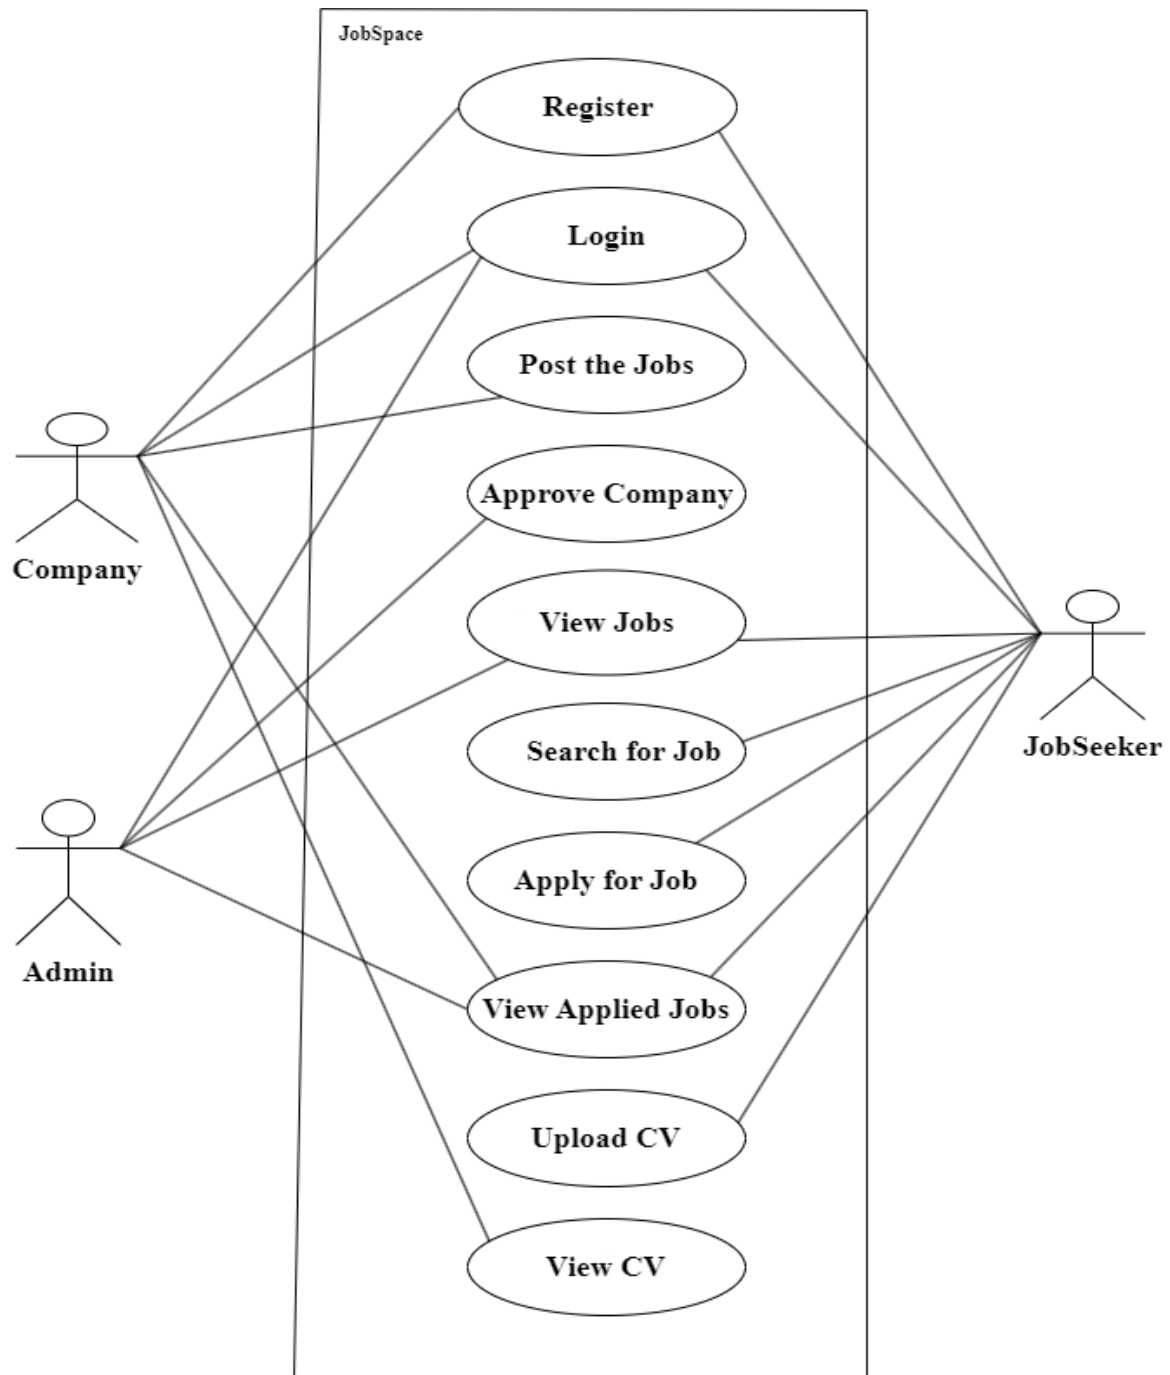 JobSpace
Register
Login
Post the Jobs
Approve Company
Company
View Jobs
Search for Job
JobSeeker
Apply for Job
Admin
View Applied Jobs
Upload CV
View CV